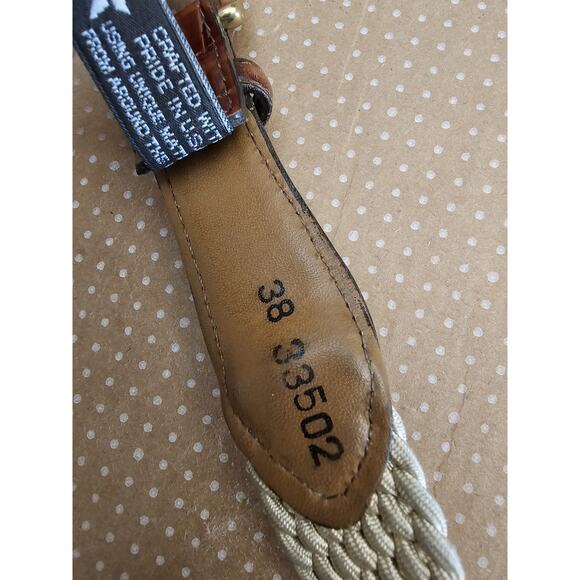 CRAFTED WIT
PRIDE IN U.S.
USING UNIQUE MAT
FROM AROUND THE
38 33502